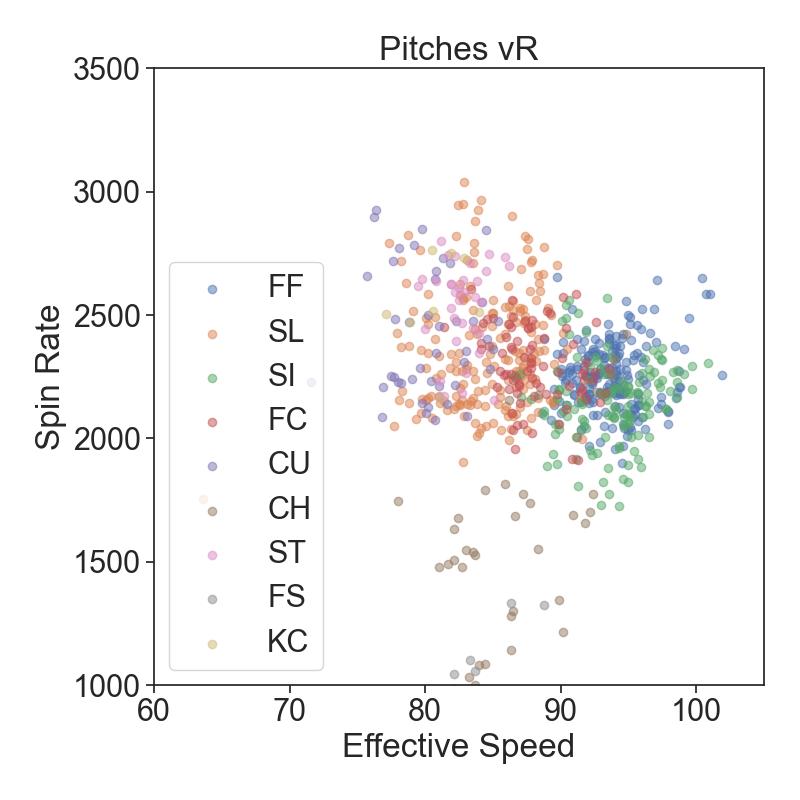 Pitches vR
3500
3000
2500
2000
1500
1000
Spin Rate
FF
SL
SI
FC
CU
CH
ST
FS
KC
60 70 80 90 100
Effective Speed